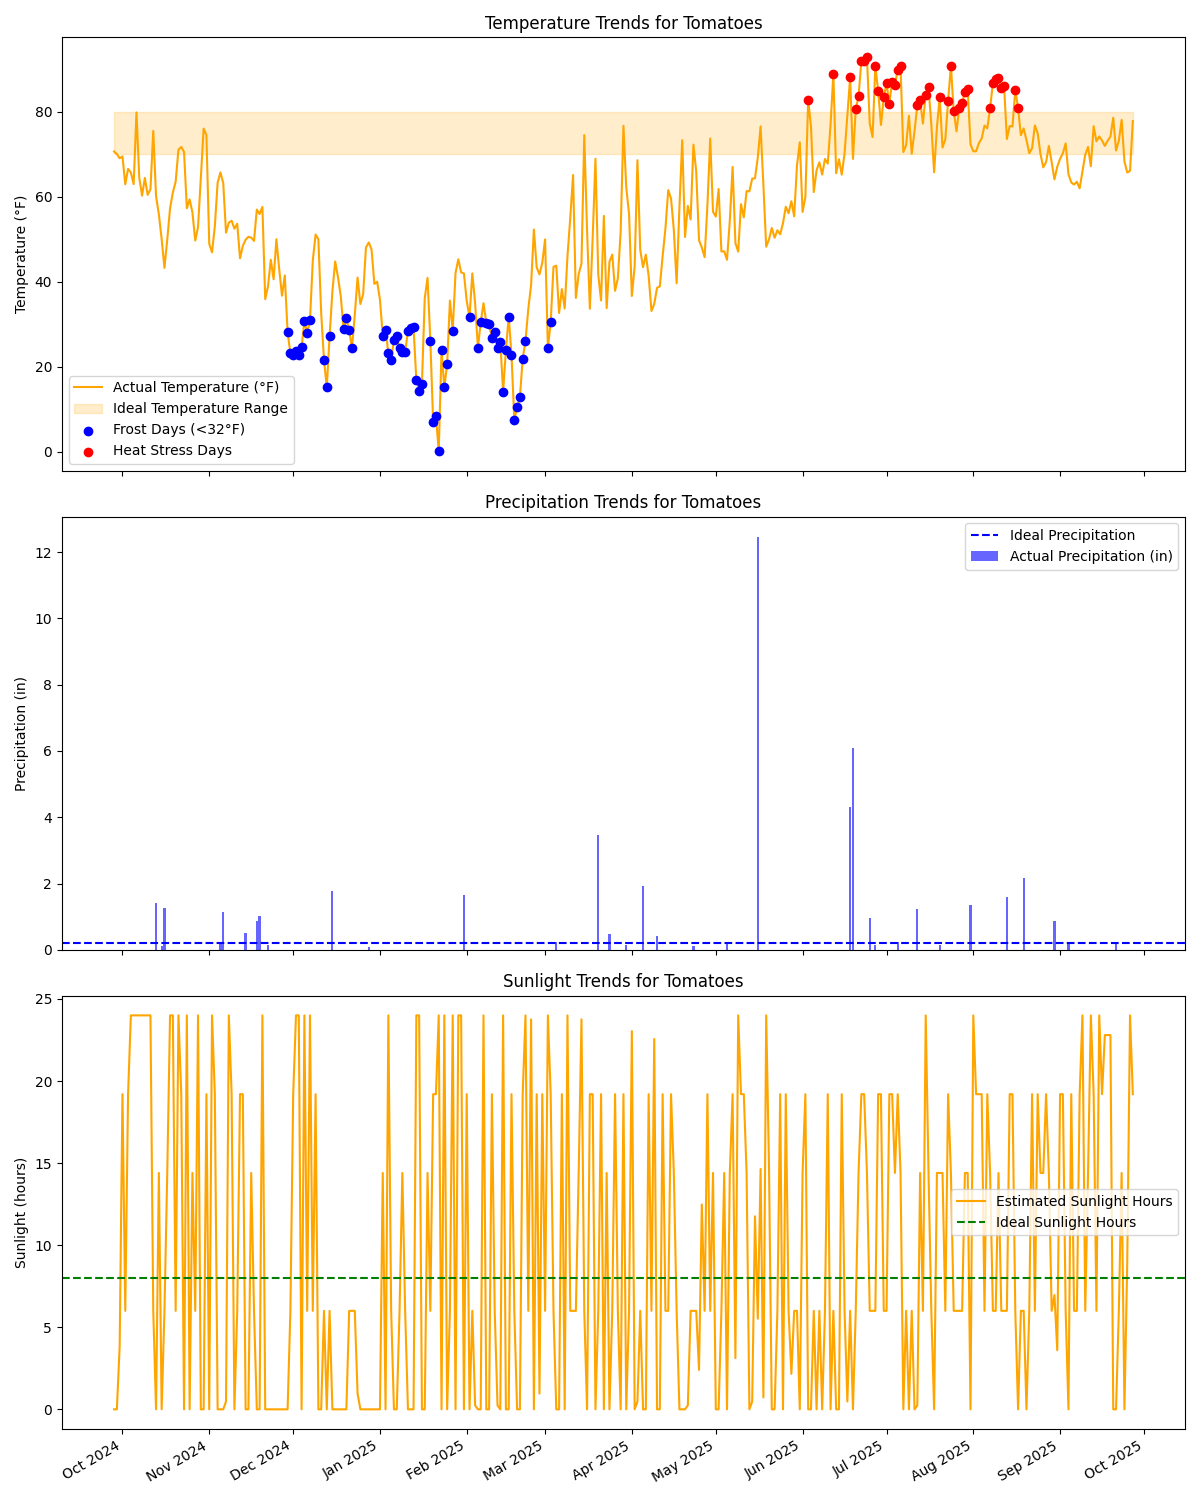 Temperature Trends for Tomatoes
Temperature (°F)
80
60
40
20
0
Actual Temperature (°F)
Ideal Temperature Range
Frost Days (<32°F)
Heat Stress Days
Precipitation Trends for Tomatoes
Precipitation (in)
12
10
8
6
4
2
0
Ideal Precipitation
Actual Precipitation (in)
Sunlight Trends for Tomatoes
Sunlight (hours)
25
20
15
10
5
0
Estimated Sunlight Hours
Ideal Sunlight Hours
Oct 2024
Nov 2024
Dec 2024
Jan 2025
Feb 2025
Mar 2025
Apr 2025
May 2025
Jun 2025
Jul 2025
Aug 2025
Sep 2025
Oct 2025